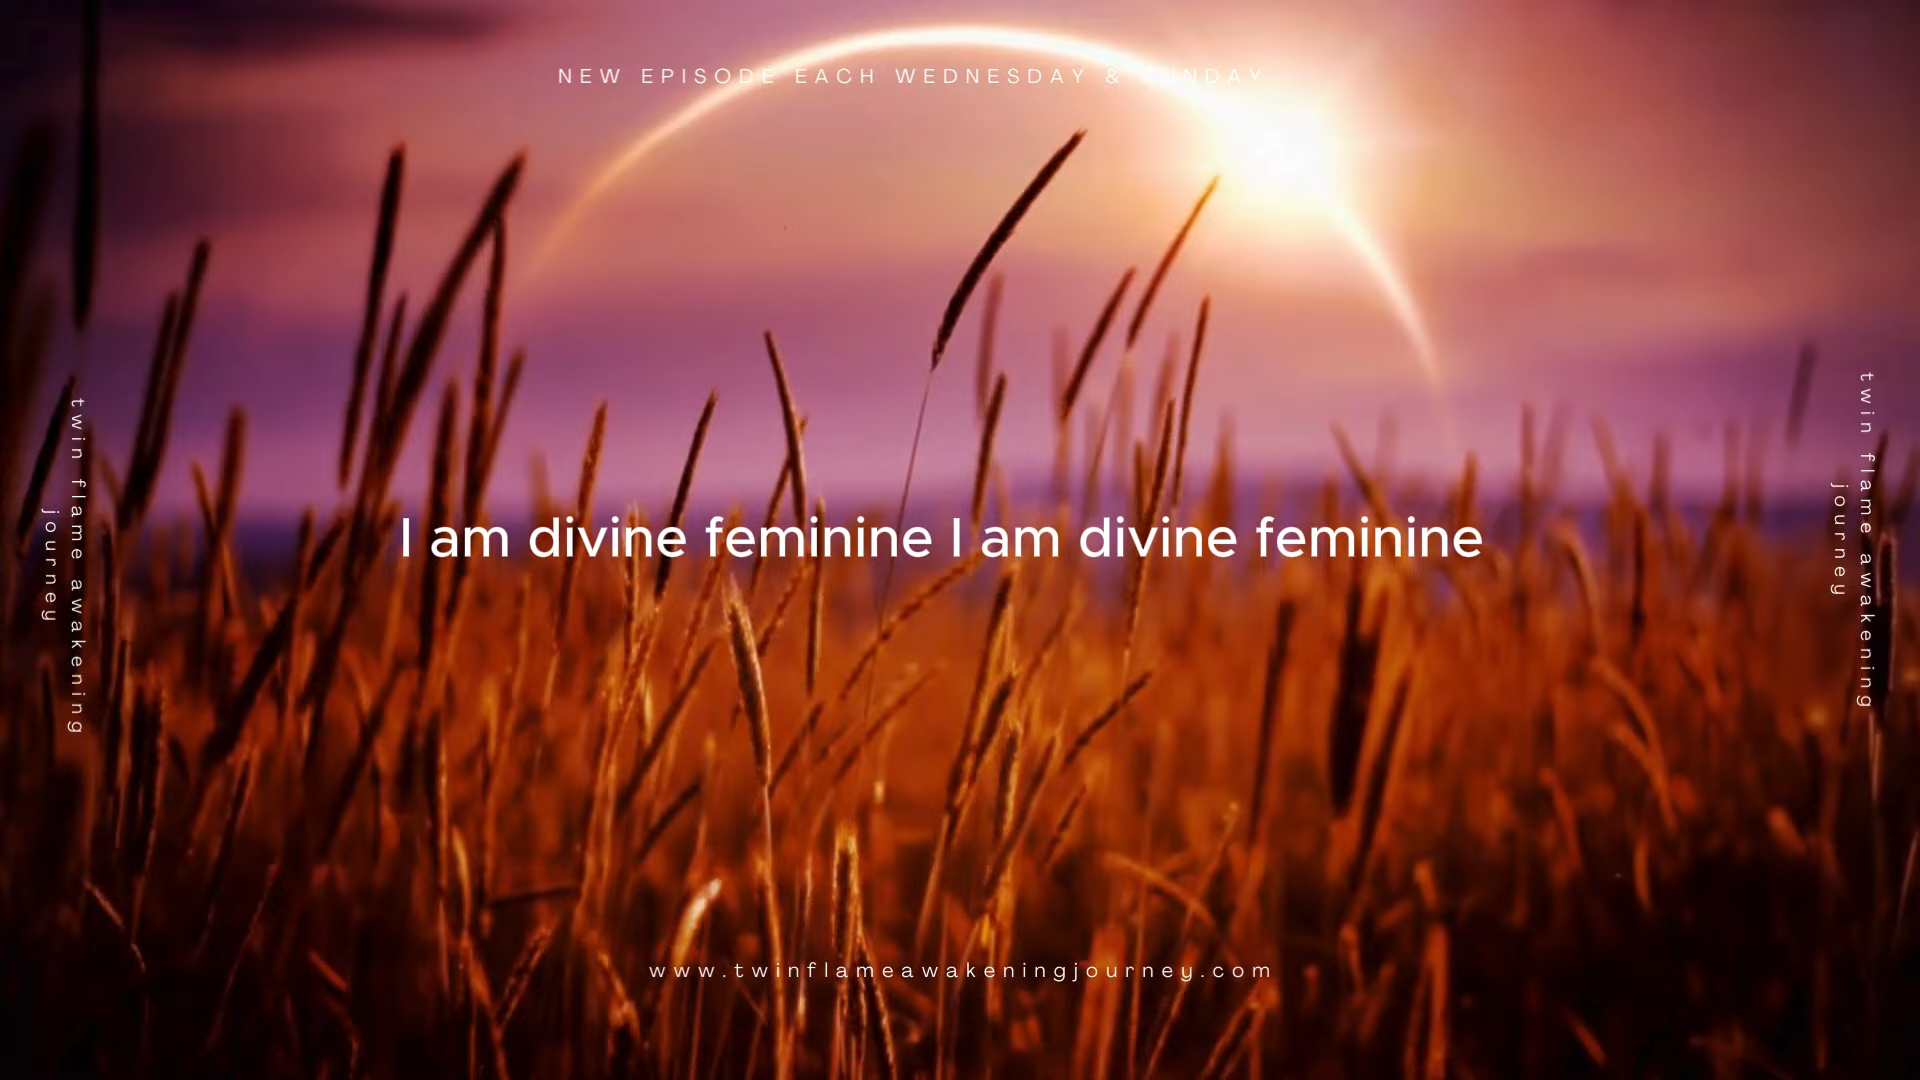 NEW EPISODE EACH WEDNESDAY & SUNDAY
twin flame awakening
journey
twin flame awakening
journey
I am divine feminine I am divine feminine
www.twinflameawakeningjourney.com